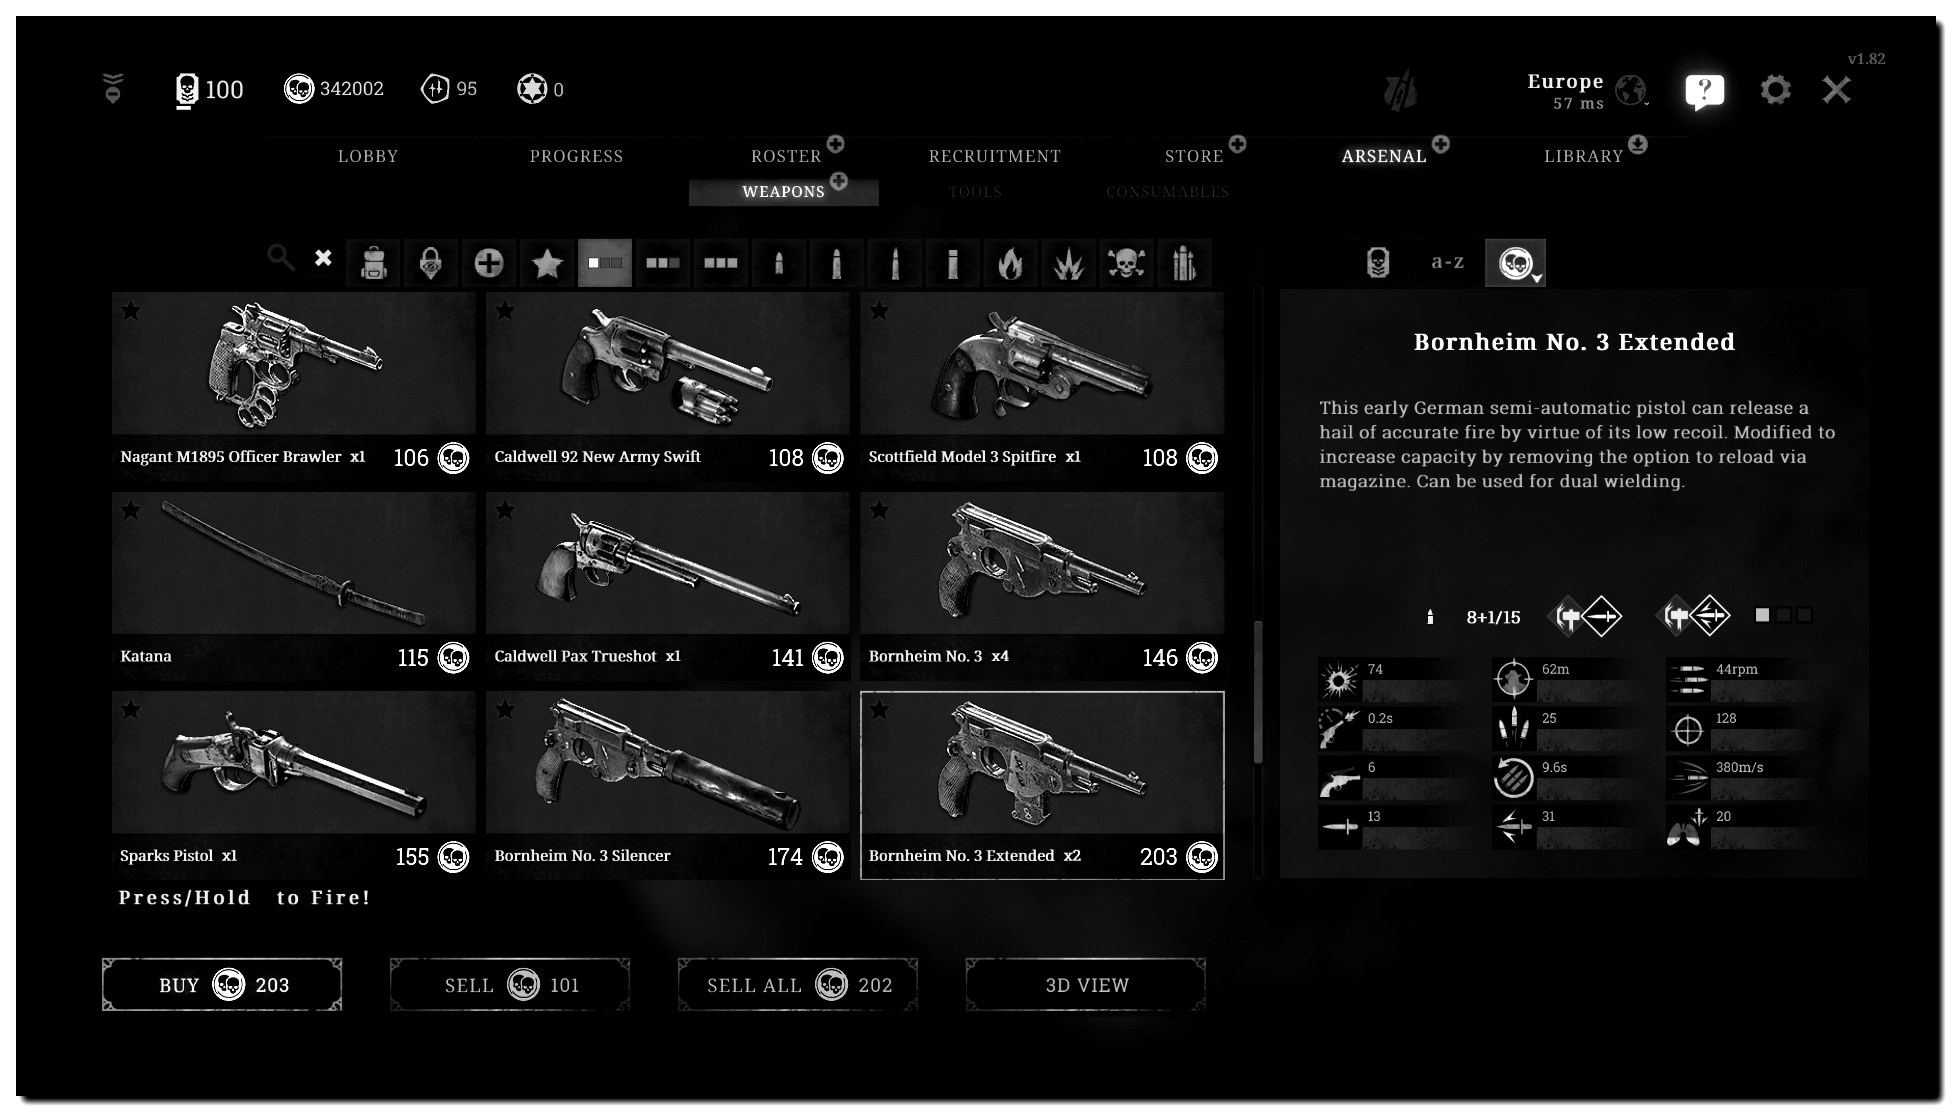 v1.82
100 342002 95 0 Europe
57 ms
LOBBY PROGRESS ROSTER RECRUITMENT STORE ARSENAL LIBRARY
WEAPONS TOOLS CONSUMABLES
a-z
Nagant M1895 Officer Brawler x1 106
Caldwell 92 New Army Swift 108
Scottfield Model 3 Spitfire x1 108
Katana 115
Caldwell Pax Trueshot x1 141
Bornheim No. 3 x4 146
Sparks Pistol x1 155
Bornheim No. 3 Silencer 174
Bornheim No. 3 Extended x2 203
Press/Hold to Fire!
BUY 203 SELL 101 SELL ALL 202 3D VIEW
Bornheim No. 3 Extended
This early German semi-automatic pistol can release a
hail of accurate fire by virtue of its low recoil. Modified to
increase capacity by removing the option to reload via
magazine. Can be used for dual wielding.
8+1/15
74 62m 44rpm
0.2s 25 128
6 9.6s 380m/s
13 31 20